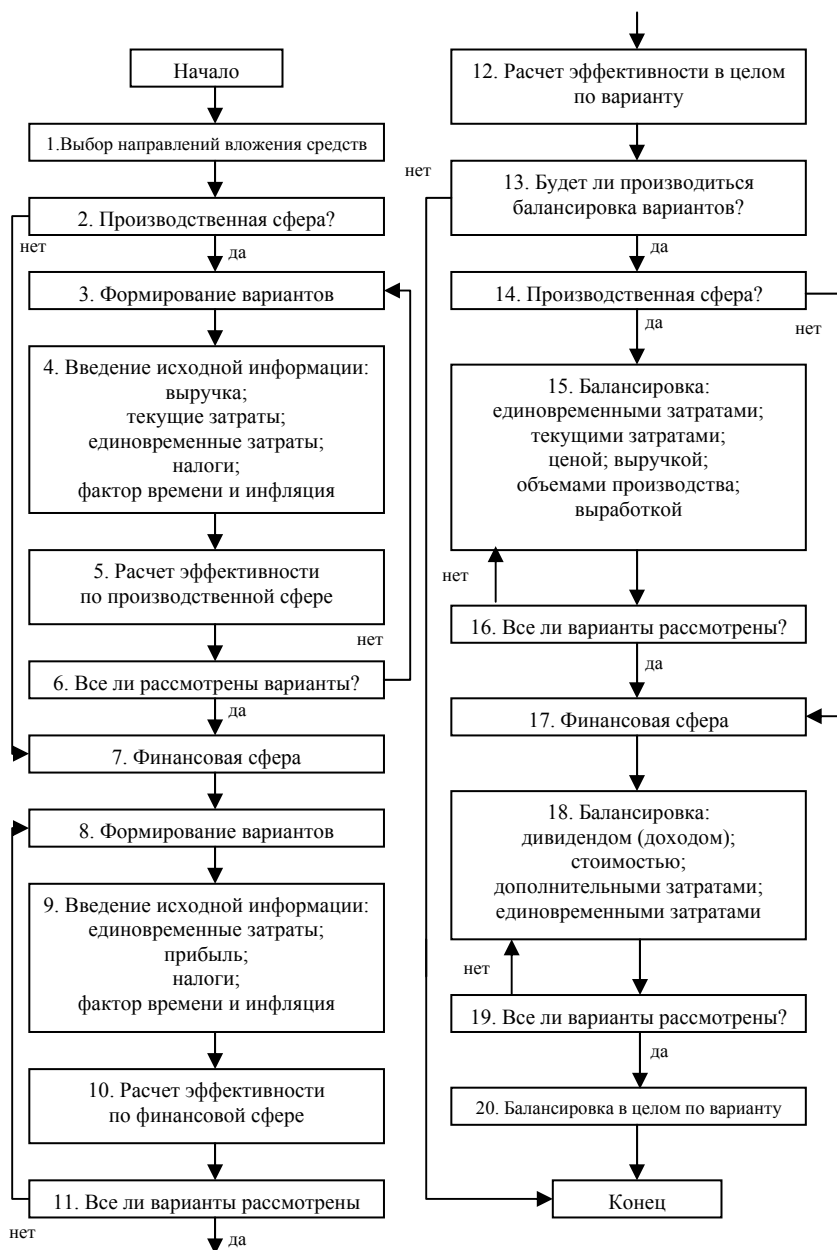 Начало
1.Выбор направлений вложения средств
2. Производственная сфера?
нет
да
3. Формирование вариантов
4. Введение исходной информации:
выручка;
текущие затраты;
единовременные затраты;
налоги;
фактор времени и инфляция
5. Расчет эффективности
по производственной сфере
нет
6. Все ли рассмотрены варианты?
да
7. Финансовая сфера
8. Формирование вариантов
9. Введение исходной информации:
единовременные затраты;
прибыль;
налоги;
фактор времени и инфляция
10. Расчет эффективности
по финансовой сфере
11. Все ли варианты рассмотрены
нет
да
12. Расчет эффективности в целом
по варианту
нет
13. Будет ли производиться
балансировка вариантов?
да
14. Производственная сфера?
да
нет
15. Балансировка:
единовременными затратами;
текущими затратами;
ценой; выручкой;
объемами производства;
выработкой
нет
16. Все ли варианты рассмотрены?
да
17. Финансовая сфера
18. Балансировка:
дивидендом (доходом);
стоимостью;
дополнительными затратами;
единовременными затратами
нет
19. Все ли варианты рассмотрены?
да
20. Балансировка в целом по варианту
Конец